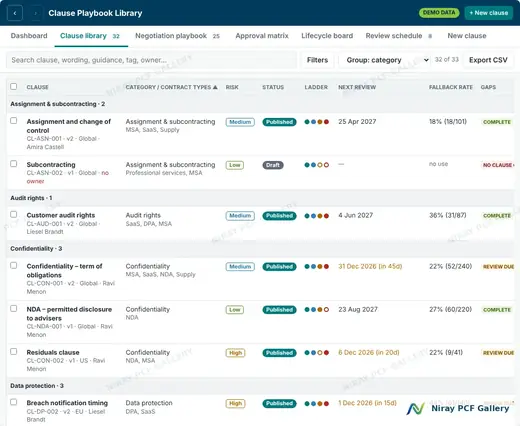 Clause Playbook Library
DEMO DATA
+ New clause
Dashboard
Clause library 32
Negotiation playbook 25
Approval matrix
Lifecycle board
Review schedule 8
New clause
Search clause, wording, guidance, tag, owner...
Filters
Group: category
32 of 33
Export CSV
CLAUSE
CATEGORY / CONTRACT TYPES ▲
RISK
STATUS
LADDER
NEXT REVIEW
FALLBACK RATE
GAPS
Assignment & subcontracting · 2
Assignment and change of
control
CL-ASN-001 · v2 · Global ·
Amira Castell
Assignment & subcontracting
MSA, SaaS, Supply
Medium
Published
25 Apr 2027
18% (18/101)
COMPLETE
Subcontracting
CL-ASN-002 · v1 · Global · no
owner
Assignment & subcontracting
Professional services, MSA
Low
Draft
—
no use
NO CLAUSE
Audit rights · 1
Customer audit rights
CL-AUD-001 · v2 · Global ·
Liesel Brandt
Audit rights
SaaS, DPA, MSA
Medium
Published
4 Jun 2027
36% (31/87)
COMPLETE
Confidentiality · 3
Confidentiality – term of
obligations
CL-CON-001 · v2 · Global · Ravi
Menon
Confidentiality
MSA, SaaS, NDA, Supply
Medium
Published
31 Dec 2026 (in 45d)
22% (52/240)
REVIEW DUE
NDA – permitted disclosure
to advisers
CL-NDA-001 · v1 · Global · Ravi
Menon
Confidentiality
NDA
Low
Published
23 Aug 2027
27% (60/220)
COMPLETE
Residuals clause
CL-CON-002 · v1 · US · Ravi
Menon
Confidentiality
NDA, MSA
High
Published
6 Dec 2026 (in 20d)
22% (9/41)
REVIEW DUE
Data protection · 3
Breach notification timing
CL-DP-002 · v2 · EU · Liesel
Brandt
Data protection
DPA, SaaS
High
Published
1 Dec 2026 (in 15d)
Niray PCF Gallery
NIRAY PCF GALLERY